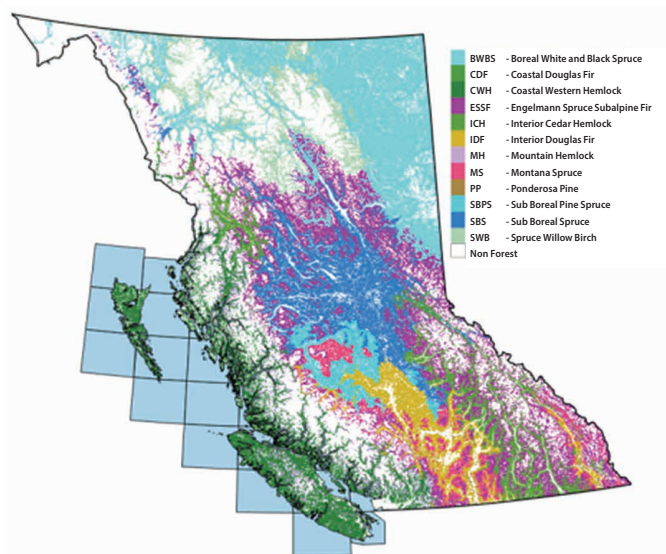 BWBS - Boreal White and Black Spruce
CDF - Coastal Douglas Fir
CWH - Coastal Western Hemlock
ESSF - Engelmann Spruce Subalpine Fir
ICH - Interior Cedar Hemlock
IDF - Interior Douglas Fir
MH - Mountain Hemlock
MS - Montana Spruce
PP - Ponderosa Pine
SBPS - Sub Boreal Pine Spruce
SBS - Sub Boreal Spruce
SWB - Spruce Willow Birch
Non Forest